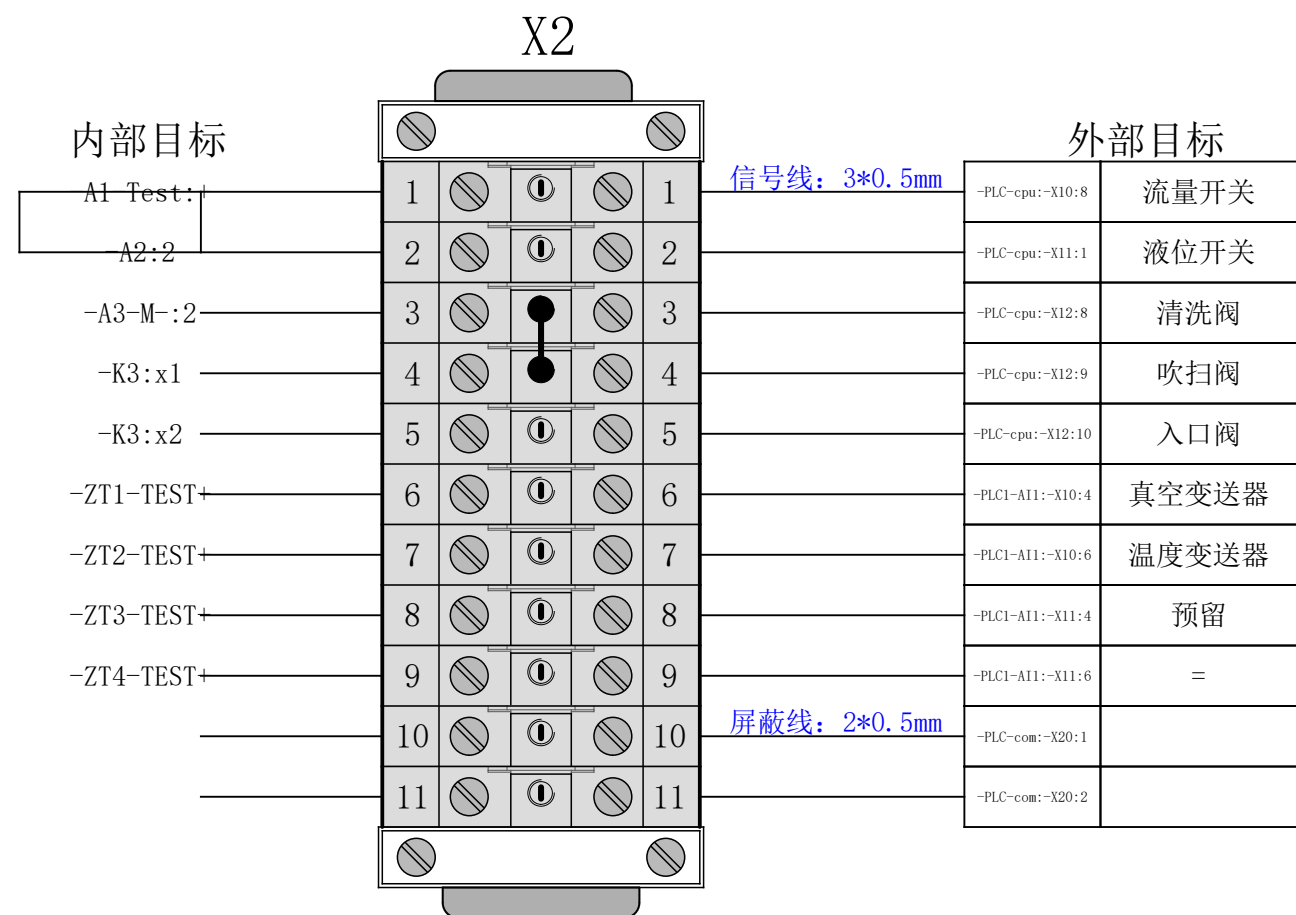 X2
内部目标
外部目标
A1 Test:+ 1 1 信号线：3*0.5mm -PLC-cpu:-X10:8 流量开关
-A2:2 2 2 -PLC-cpu:-X11:1 液位开关
-A3-M-:2 3 3 -PLC-cpu:-X12:8 清洗阀
-K3:x1 4 4 -PLC-cpu:-X12:9 吹扫阀
-K3:x2 5 5 -PLC-cpu:-X12:10 入口阀
-ZT1-TEST+ 6 6 -PLC1-AI1:-X10:4 真空变送器
-ZT2-TEST+ 7 7 -PLC1-AI1:-X10:6 温度变送器
-ZT3-TEST+ 8 8 -PLC1-AI1:-X11:4 预留
-ZT4-TEST+ 9 9 -PLC1-AI1:-X11:6 =
10 10 屏蔽线：2*0.5mm -PLC-com:-X20:1
11 11 -PLC-com:-X20:2